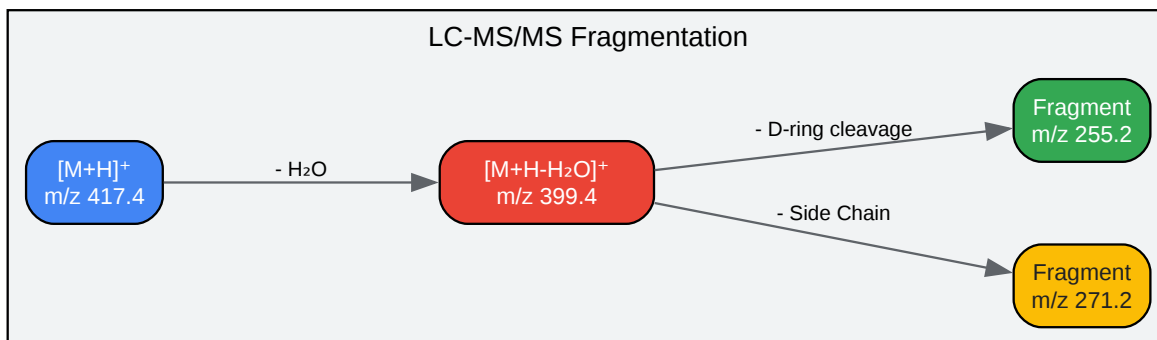 LC-MS/MS Fragmentation
[M+H]⁺
m/z 417.4
- H₂O
[M+H-H₂O]⁺
m/z 399.4
- D-ring cleavage
Fragment
m/z 255.2
- Side Chain
Fragment
m/z 271.2